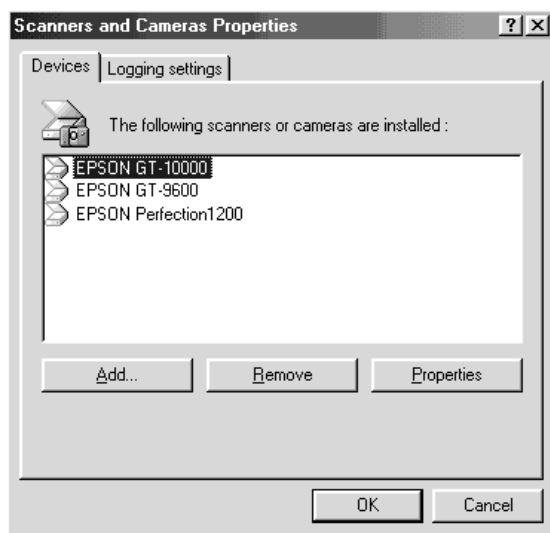 Scanners and Cameras Properties
Devices
Logging settings
The following scanners or cameras are installed :
EPSON GT-10000
EPSON GT-9600
EPSON Perfection1200
Add...
Remove
Properties
OK
Cancel